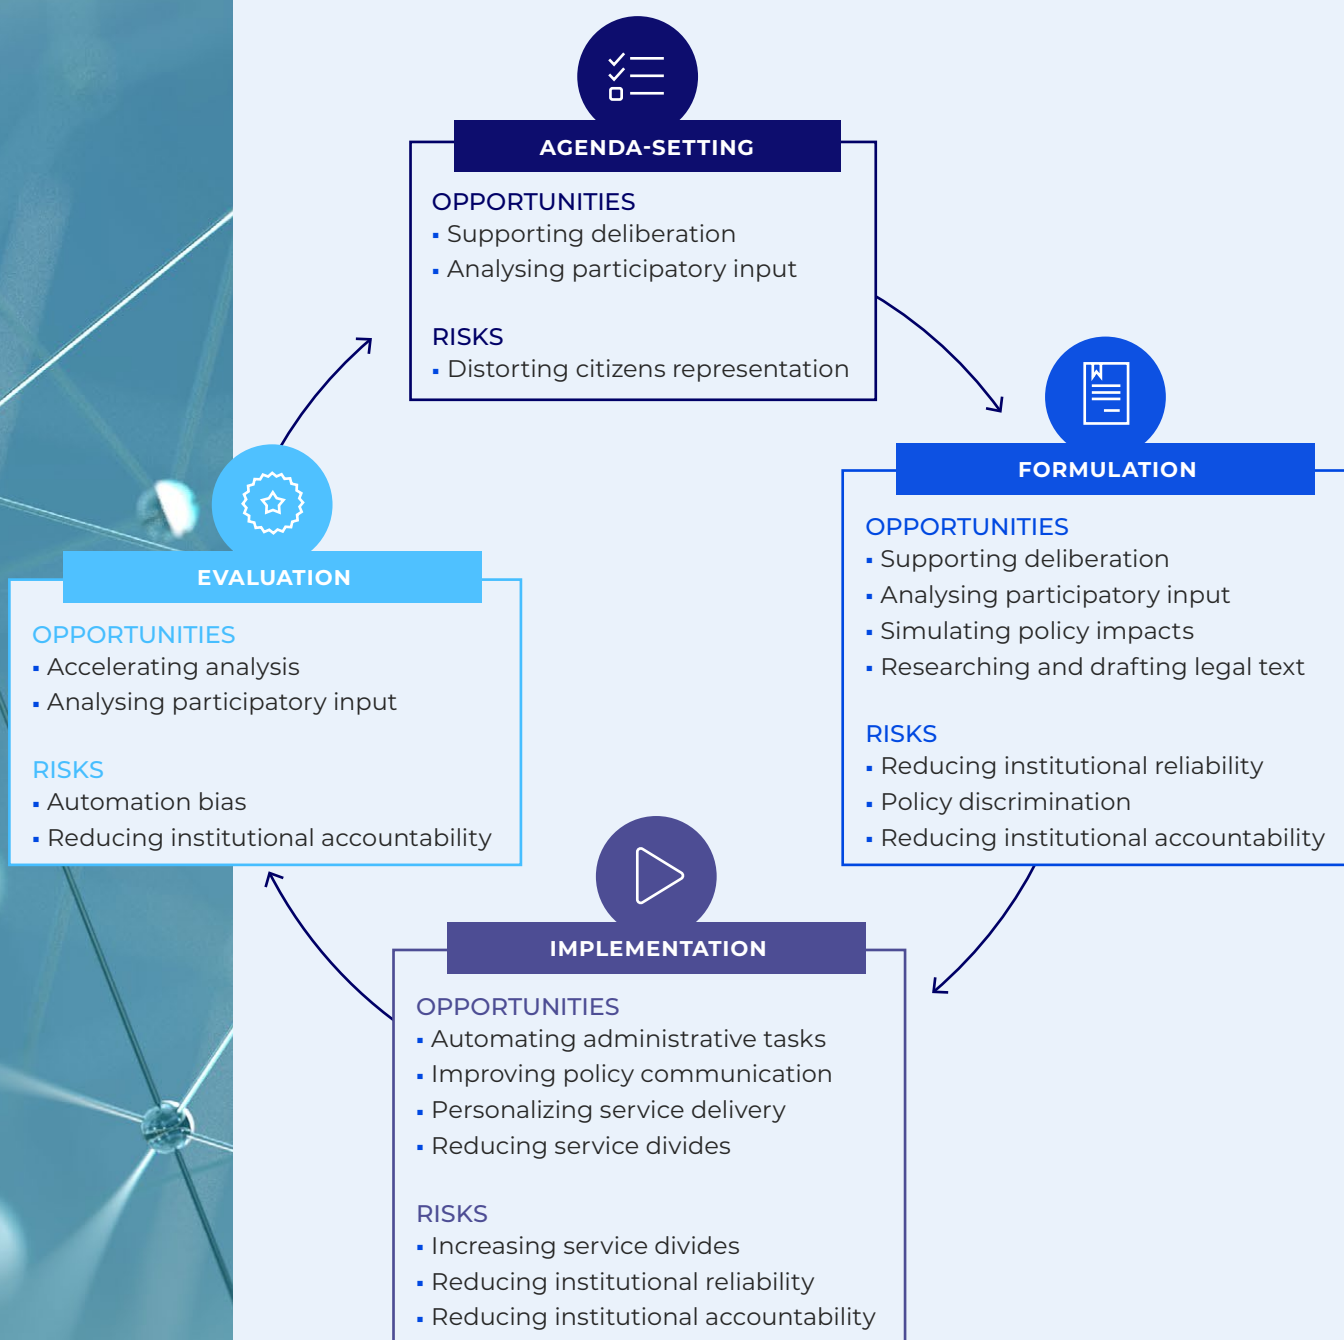 AGENDA-SETTING
OPPORTUNITIES
▪ Supporting deliberation
▪ Analysing participatory input
RISKS
▪ Distorting citizens representation
FORMULATION
OPPORTUNITIES
▪ Supporting deliberation
▪ Analysing participatory input
▪ Simulating policy impacts
▪ Researching and drafting legal text
RISKS
▪ Reducing institutional reliability
▪ Policy discrimination
▪ Reducing institutional accountability
IMPLEMENTATION
OPPORTUNITIES
▪ Automating administrative tasks
▪ Improving policy communication
▪ Personalizing service delivery
▪ Reducing service divides
RISKS
▪ Increasing service divides
▪ Reducing institutional reliability
▪ Reducing institutional accountability
EVALUATION
OPPORTUNITIES
▪ Accelerating analysis
▪ Analysing participatory input
RISKS
▪ Automation bias
▪ Reducing institutional accountability